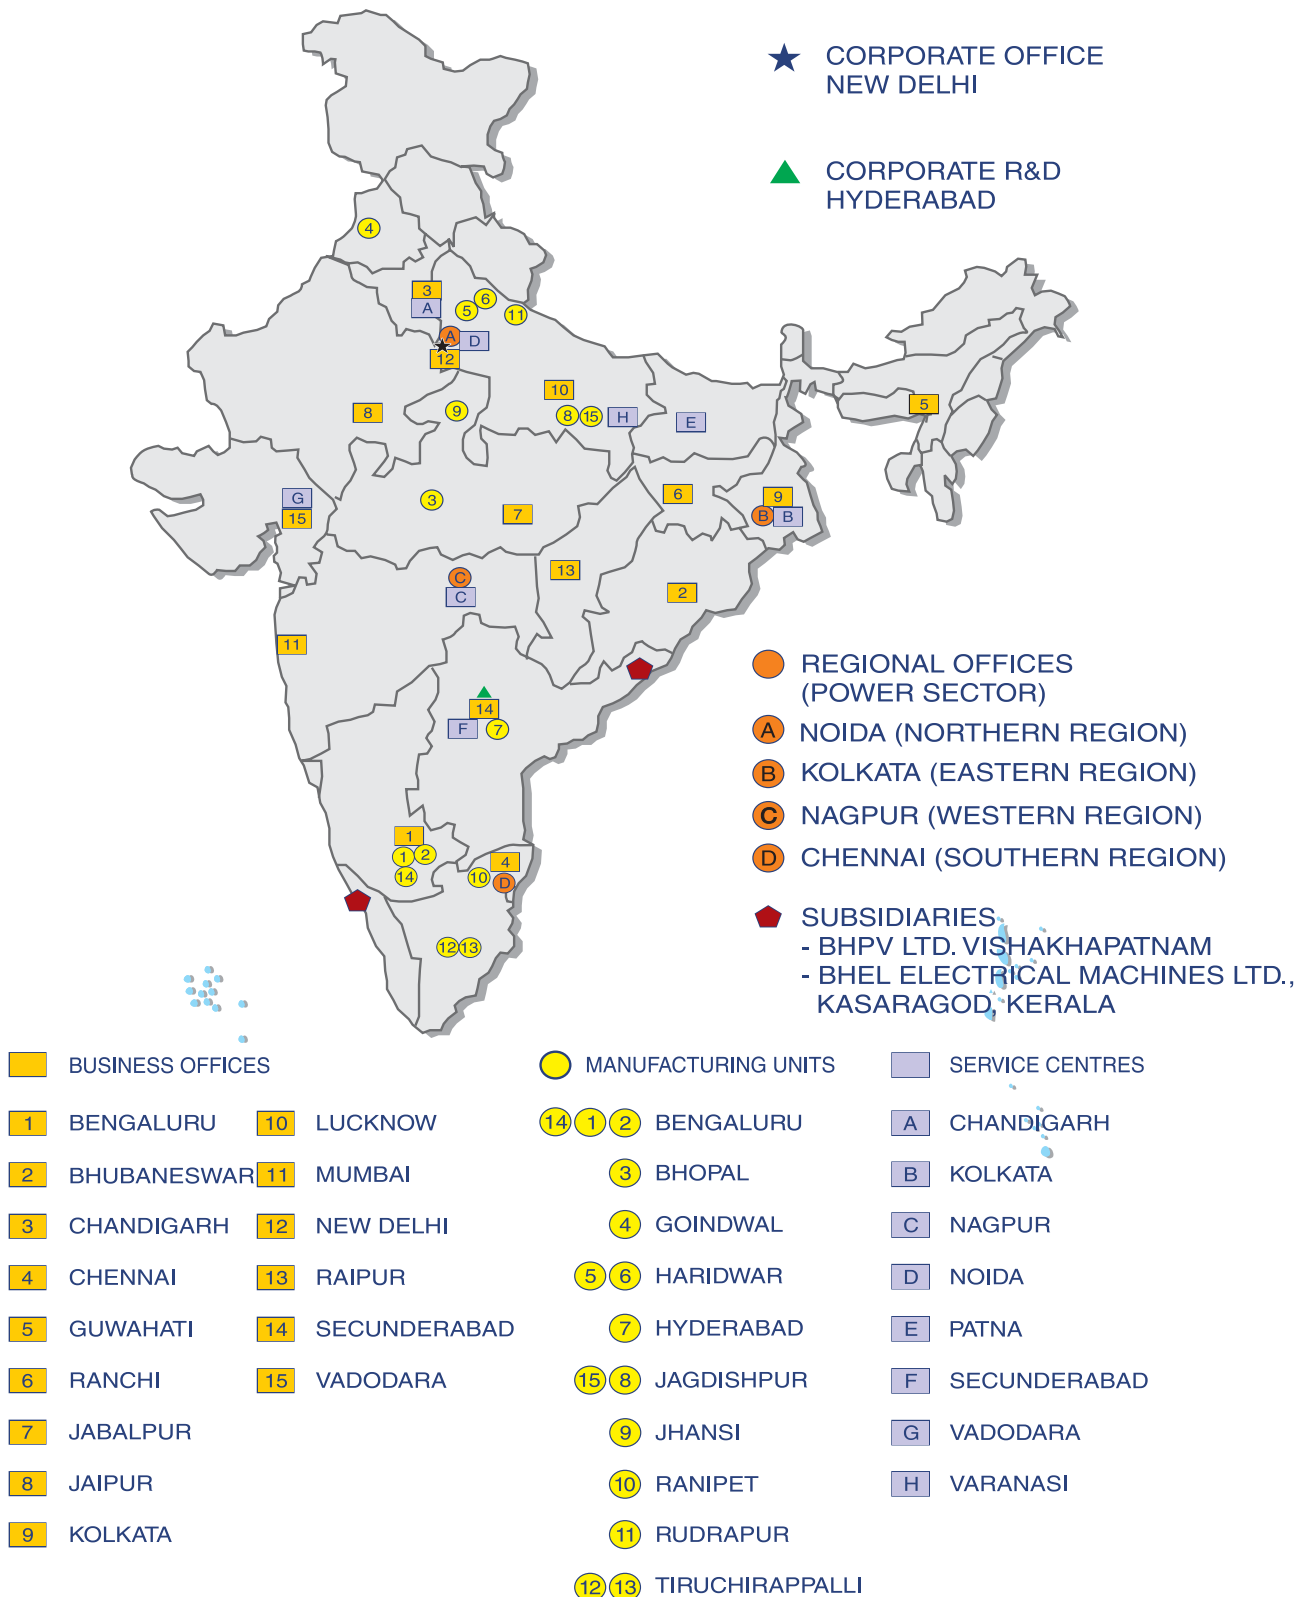 CORPORATE OFFICE
NEW DELHI
CORPORATE R&D
HYDERABAD
4
3
A
6
5
11
A
D
12
10
8
9
8
15
H
E
5
G
15
3
7
6
9
B
B
C
C
13
2
11
14
F
7
1
1
2
14
4
10
D
12
13
REGIONAL OFFICES
(POWER SECTOR)
A NOIDA (NORTHERN REGION)
B KOLKATA (EASTERN REGION)
C NAGPUR (WESTERN REGION)
D CHENNAI (SOUTHERN REGION)
SUBSIDIARIES
- BHPV LTD. VISHAKHAPATNAM
- BHEL ELECTRICAL MACHINES LTD.,
KASARAGOD, KERALA
BUSINESS OFFICES
1 BENGALURU
2 BHUBANESWAR
3 CHANDIGARH
4 CHENNAI
5 GUWAHATI
6 RANCHI
7 JABALPUR
8 JAIPUR
9 KOLKATA
10 LUCKNOW
11 MUMBAI
12 NEW DELHI
13 RAIPUR
14 SECUNDERABAD
15 VADODARA
MANUFACTURING UNITS
14 1 2 BENGALURU
3 BHOPAL
4 GOINDWAL
5 6 HARIDWAR
7 HYDERABAD
15 8 JAGDISHPUR
9 JHANSI
10 RANIPET
11 RUDRAPUR
12 13 TIRUCHIRAPPALLI
SERVICE CENTRES
A CHANDIGARH
B KOLKATA
C NAGPUR
D NOIDA
E PATNA
F SECUNDERABAD
G VADODARA
H VARANASI